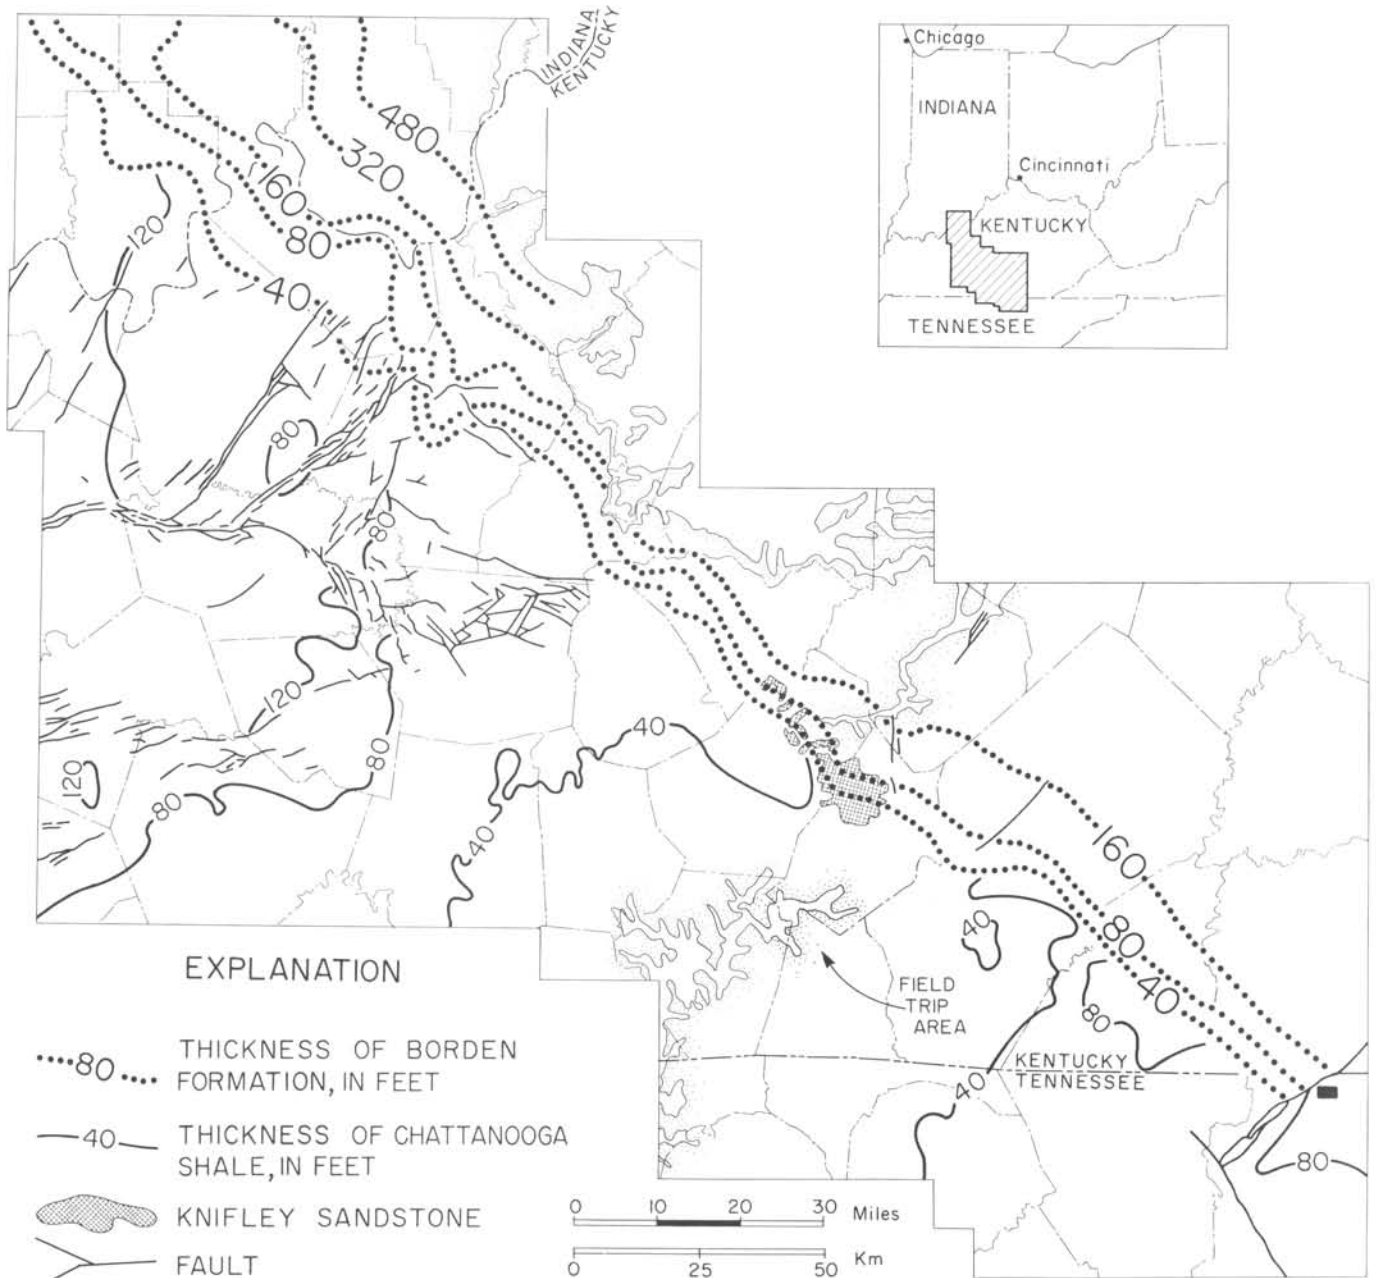 INDIANA
KENTUCKY
480
320
160
80
40
120
80
80
120
80
120
80
40
40
160
80
40
40
80
40
80
FIELD
TRIP
AREA
KENTUCKY
TENNESSEE
Chicago
INDIANA
Cincinnati
KENTUCKY
TENNESSEE
EXPLANATION
80 THICKNESS OF BORDEN
FORMATION, IN FEET
40 THICKNESS OF CHATTANOOGA
SHALE, IN FEET
KNIFLEY SANDSTONE
FAULT
0 10 20 30 Miles
0 25 50 Km